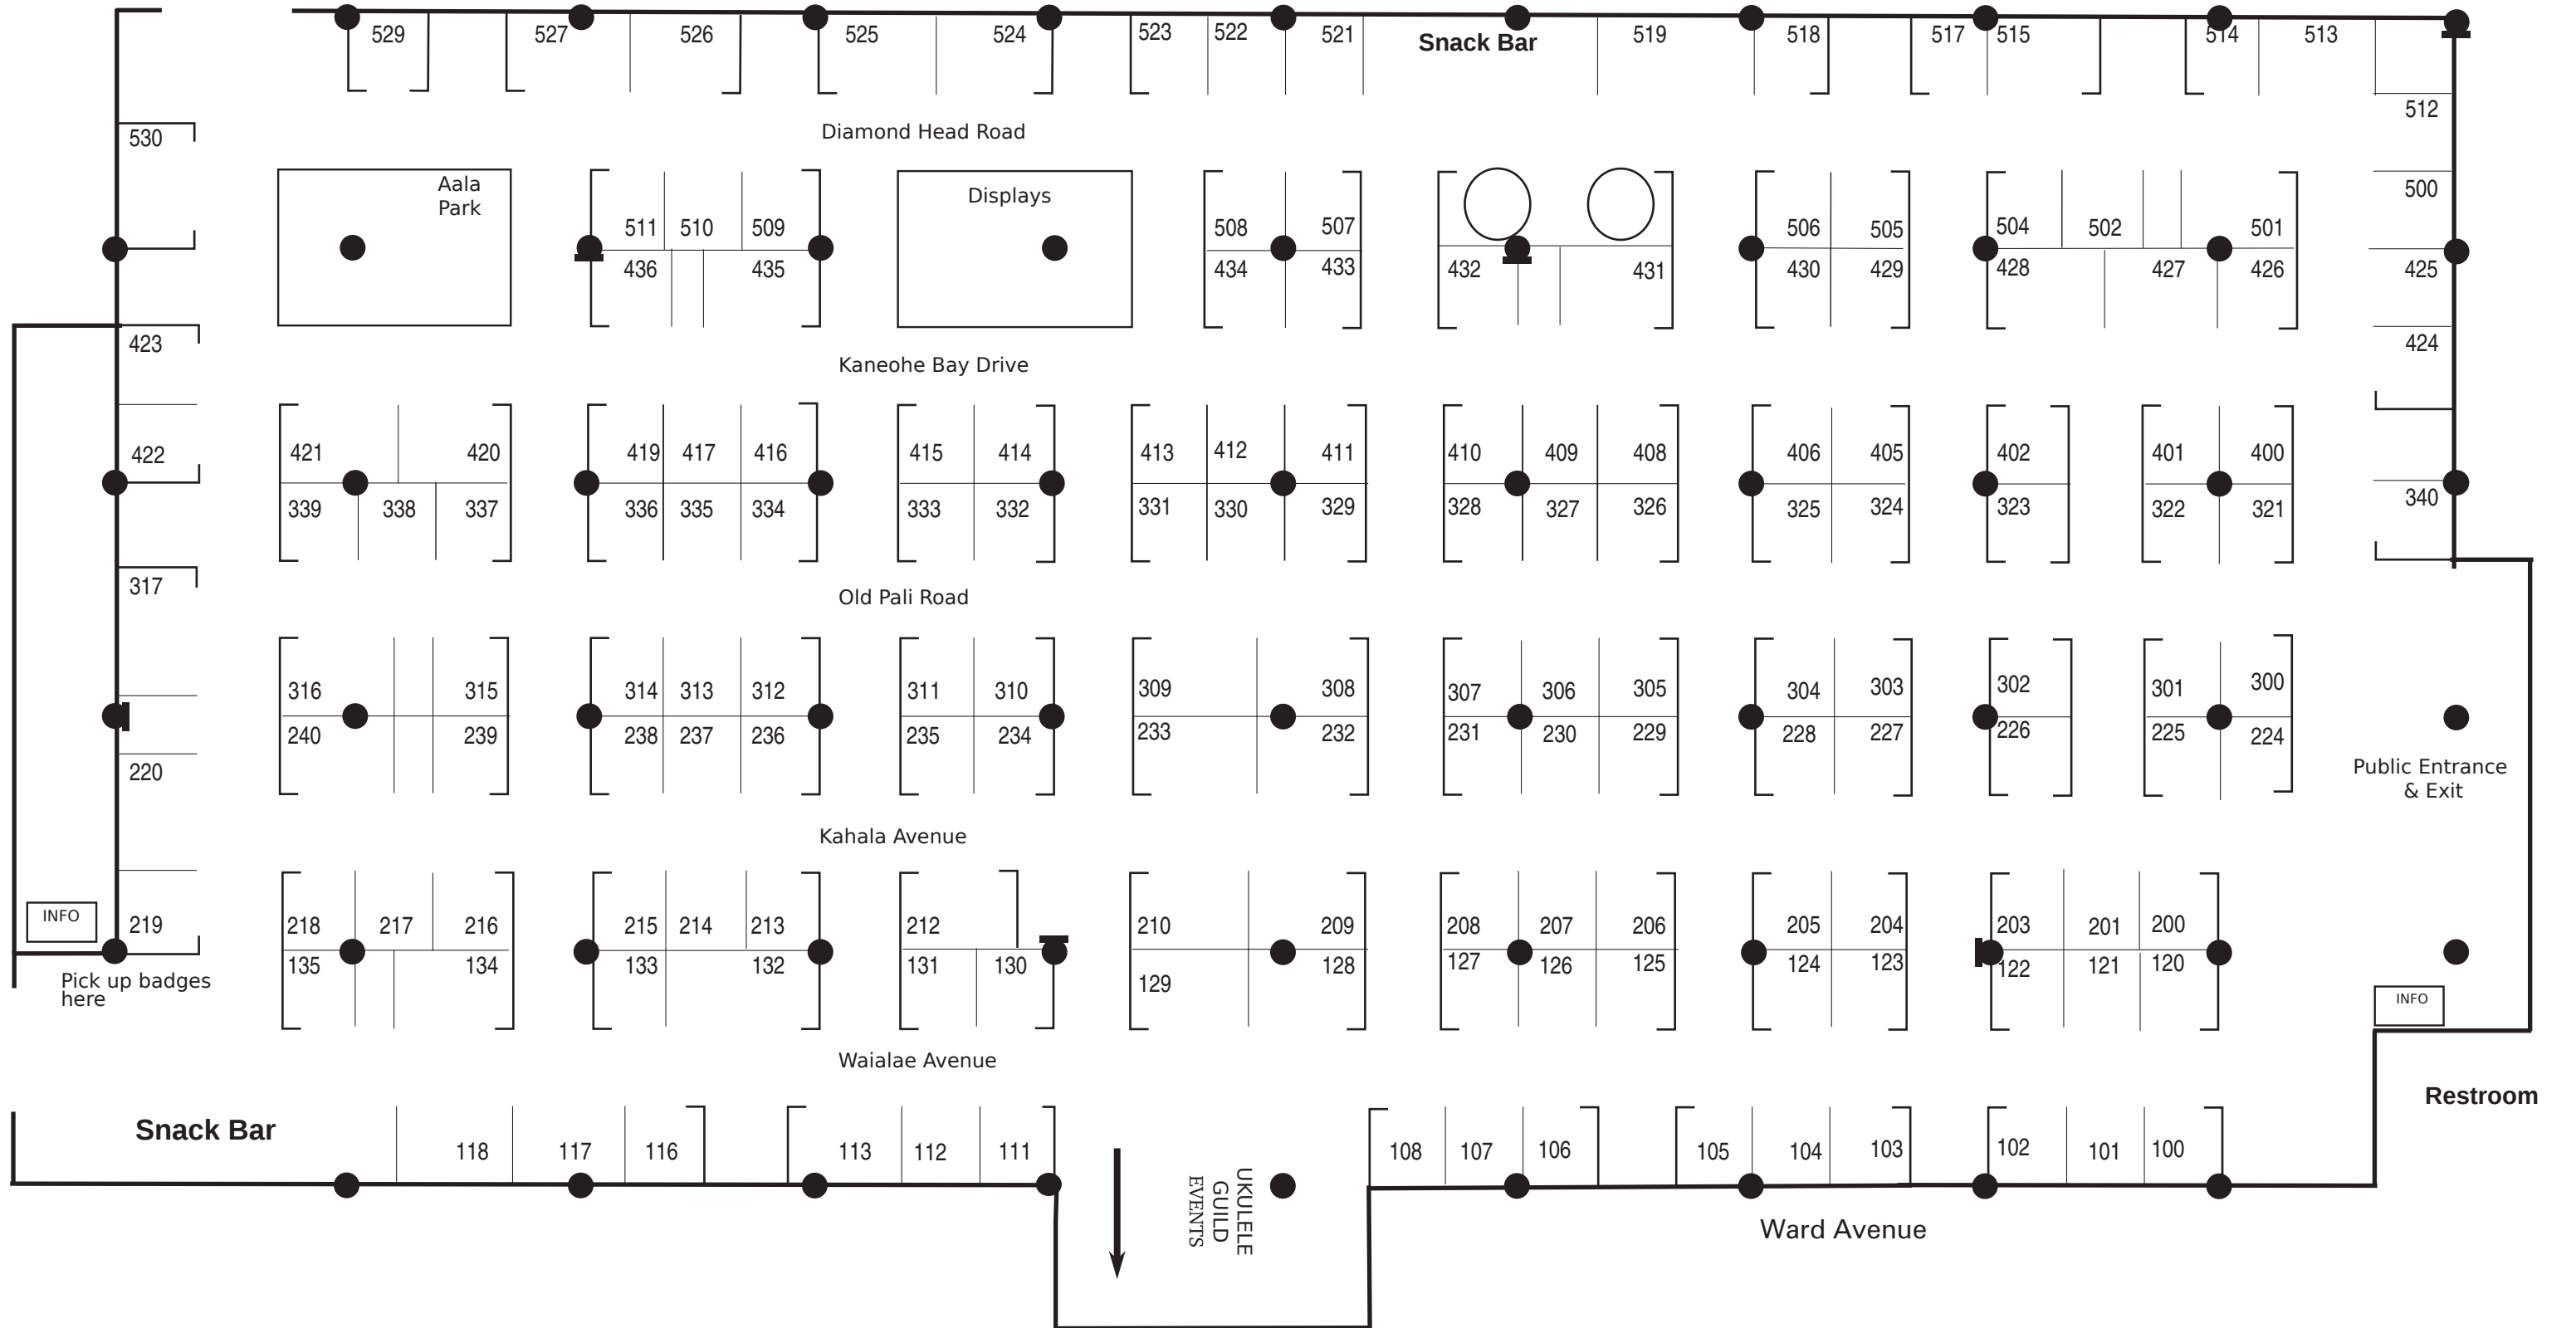 529 527 526 525 524 523 522 521 Snack Bar 519 518 517 515 514 513
512
Diamond Head Road
530
Aala
Park
Displays
500
511 510 509 508 507 506 505 504 502 501
436 435 434 433 432 431 430 429 428 427 426 425
423
424
Kaneohe Bay Drive
422 421 420 419 417 416 415 414 413 412 411 410 409 408 406 405 402 401 400
339 338 337 336 335 334 333 332 331 330 329 328 327 326 325 324 323 322 321 340
317
Old Pali Road
316 315 314 313 312 311 310 309 308 307 306 305 304 303 302 301 300
240 239 238 237 236 235 234 233 232 231 230 229 228 227 226 225 224
220
Public Entrance
& Exit
Kahala Avenue
INFO
219 218 217 216 215 214 213 212 210 209 208 207 206 205 204 203 201 200
135 134 133 132 131 130 129 128 127 126 125 124 123 122 121 120
Pick up badges
here
INFO
Waialae Avenue
Restroom
Snack Bar
118 117 116 113 112 111 108 107 106 105 104 103 102 101 100
UKULELE
GUILD
EVENTS
Ward Avenue